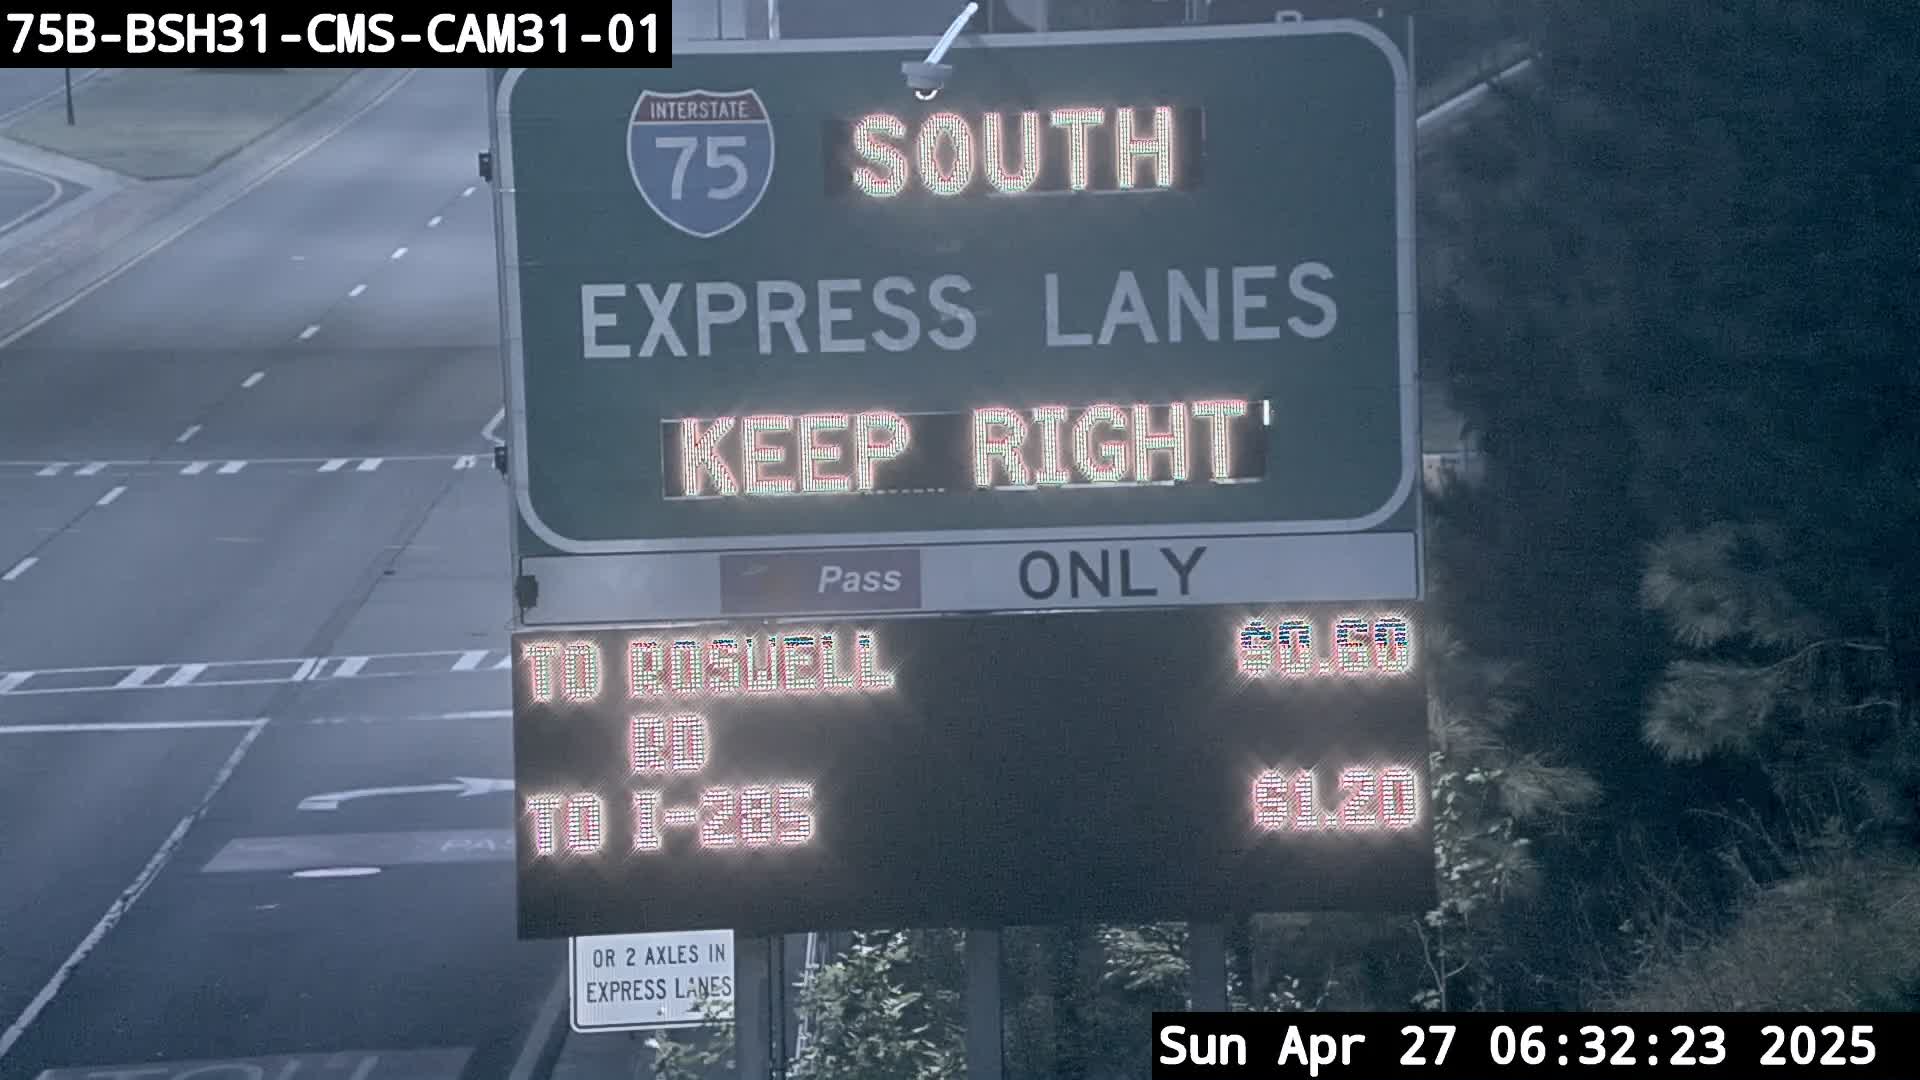 75B-BSH31-CMS-CAM31-01
INTERSTATE
75
SOUTH
EXPRESS LANES
KEEP RIGHT
Pass ONLY
TO ROSWELL $0.60
RD
TO I-285 $1.20
OR 2 AXLES IN
EXPRESS LANES
Sun Apr 27 06:32:23 2025